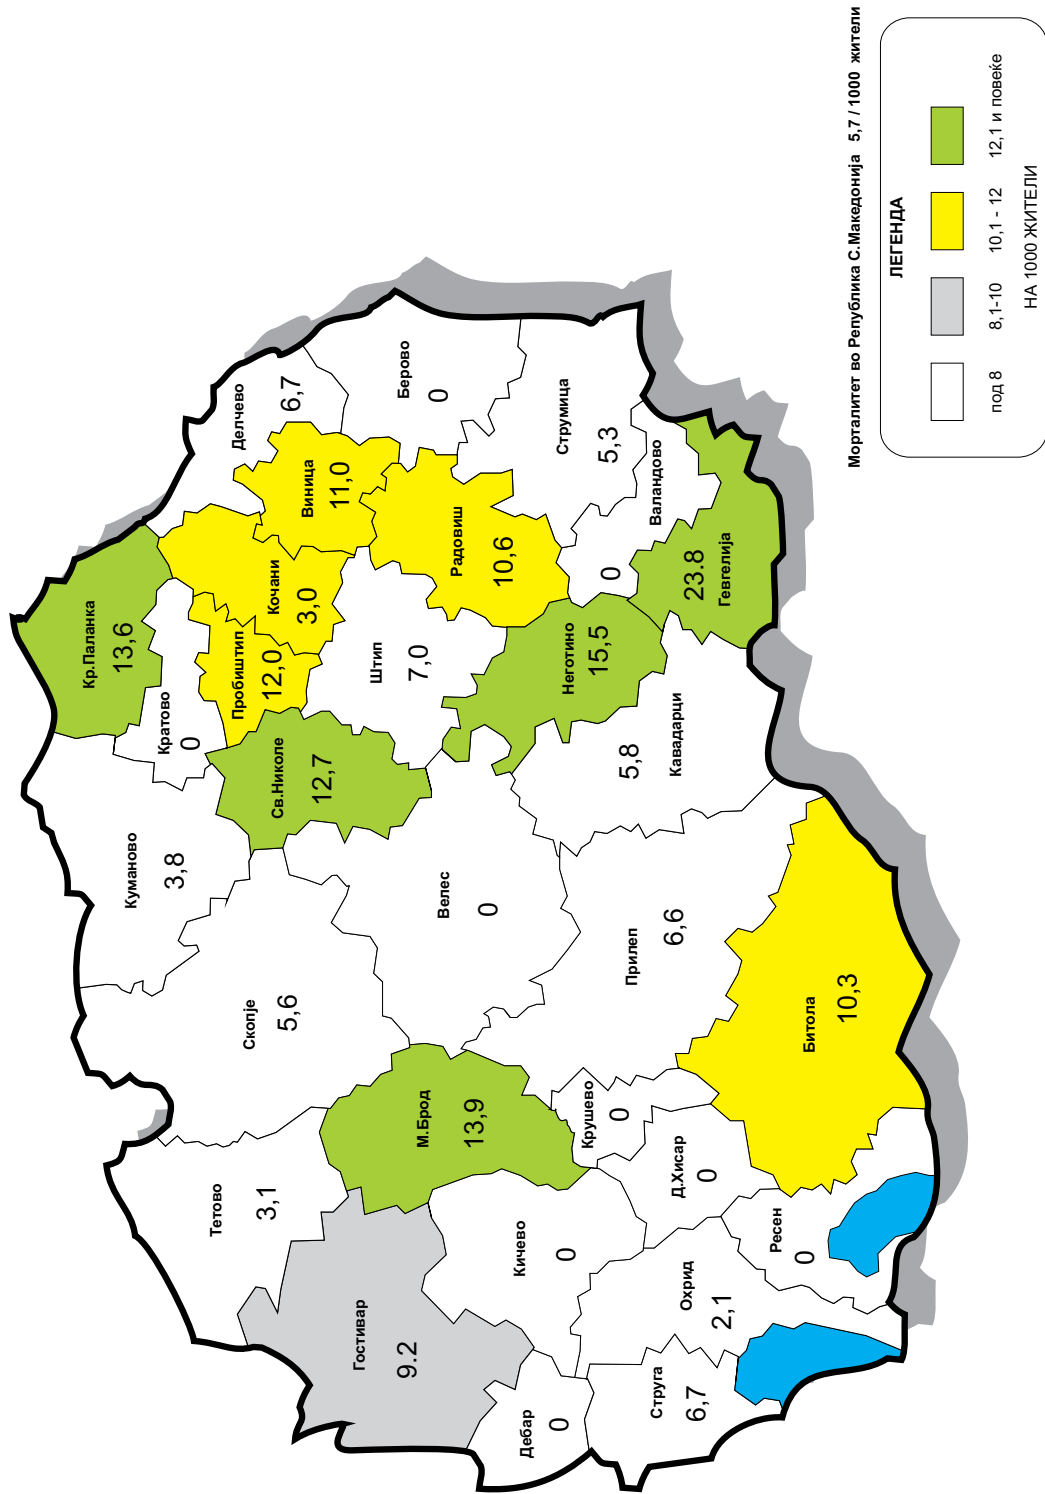 Кр.Паланка
13,6
Куманово
3,8
Кратово
0
Делчево
6,7
Берово
0
Виница
11,0
Кочани
3,0
Пробиштип
12,0
Св.Николе
12,7
Штип
7,0
Радовиш
10,6
Струмица
5,3
Валандово
0
Гевгелија
23.8
Неготино
15,5
Кавадарци
5,8
Велес
0
Скопје
5,6
Тетово
3,1
Гостивар
9.2
М.Брод
13,9
Кичево
0
Дебар
0
Струга
6,7
Охрид
2,1
Ресен
0
Д.Хисар
0
Крушево
0
Прилеп
6,6
Битола
10,3
Морталитет во Република С.Македонија 5,7 / 1000 жители
ЛЕГЕНДА
под 8
8,1-10
10,1 - 12
12,1 и повеќе
НА 1000 ЖИТЕЛИ